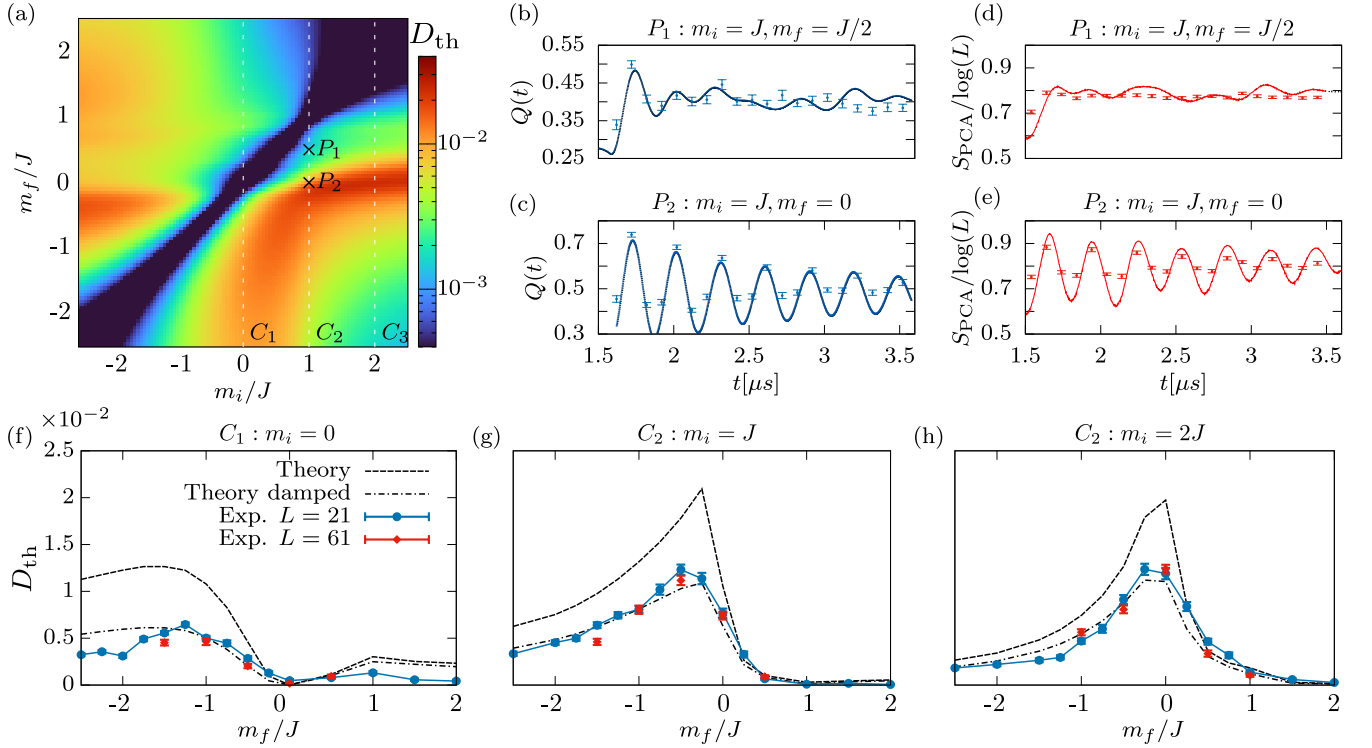 (a)
2
1
0
-1
-2
m_f/J
-2 -1 0 1 2
m_i/J
D_th
10^{-2}
10^{-3}
×P_1
×P_2
C_1 C_2 C_3
(b) P_1 : m_i = J, m_f = J/2
0.55
0.45
0.35
0.25
Q(t)
(c) P_2 : m_i = J, m_f = 0
0.7
0.5
0.3
Q(t)
1.5 2 2.5 3 3.5
t[μs]
(d) P_1 : m_i = J, m_f = J/2
0.9
0.7
0.5
S_PCA/log(L)
(e) P_2 : m_i = J, m_f = 0
0.9
0.7
0.5
S_PCA/log(L)
1.5 2 2.5 3 3.5
t[μs]
(f) C_1 : m_i = 0
×10^{-2}
2.5
2
1.5
1
0.5
0
D_th
Theory
Theory damped
Exp. L = 21
Exp. L = 61
-2 -1 0 1 2
m_f/J
(g) C_2 : m_i = J
-2 -1 0 1 2
m_f/J
(h) C_2 : m_i = 2J
-2 -1 0 1 2
m_f/J